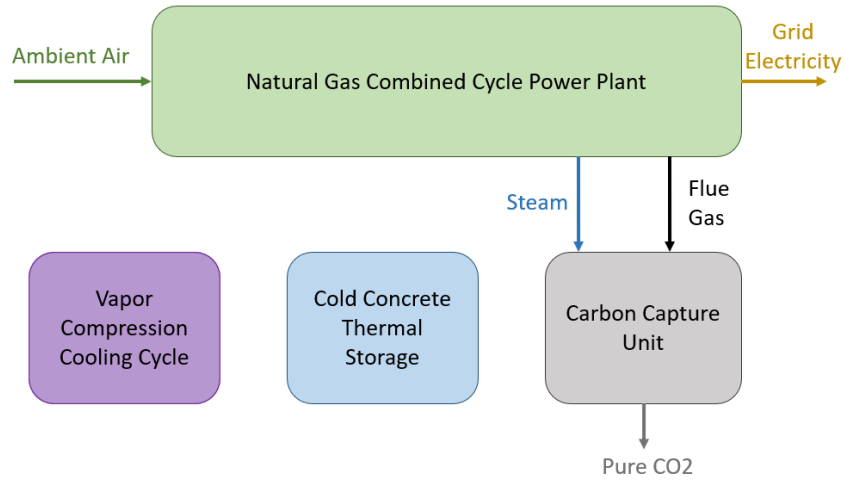 Ambient Air
Natural Gas Combined Cycle Power Plant
Grid
Electricity
Steam
Flue
Gas
Vapor
Compression
Cooling Cycle
Cold Concrete
Thermal
Storage
Carbon Capture
Unit
Pure CO2